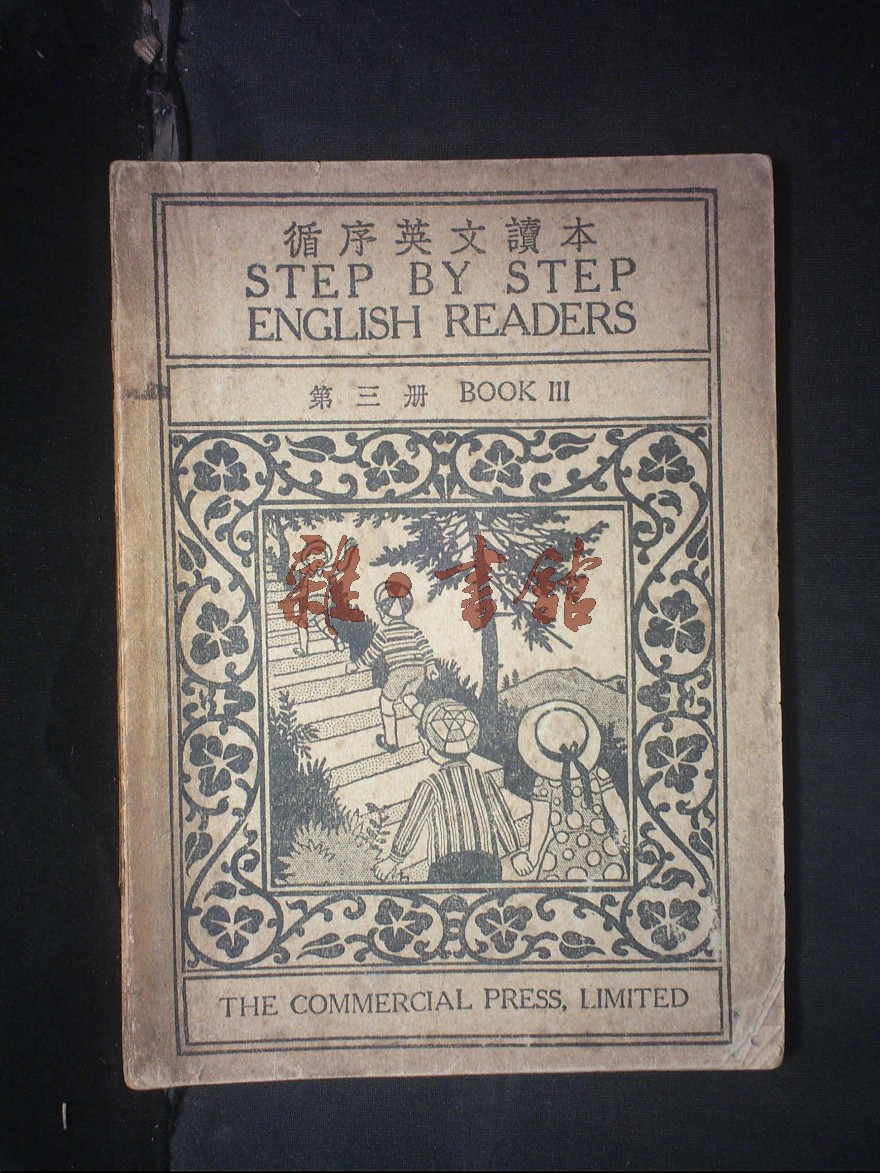 循序英文讀本
STEP BY STEP
ENGLISH READERS
第三册 BOOK III
雜·書館
THE COMMERCIAL PRESS, LIMITED